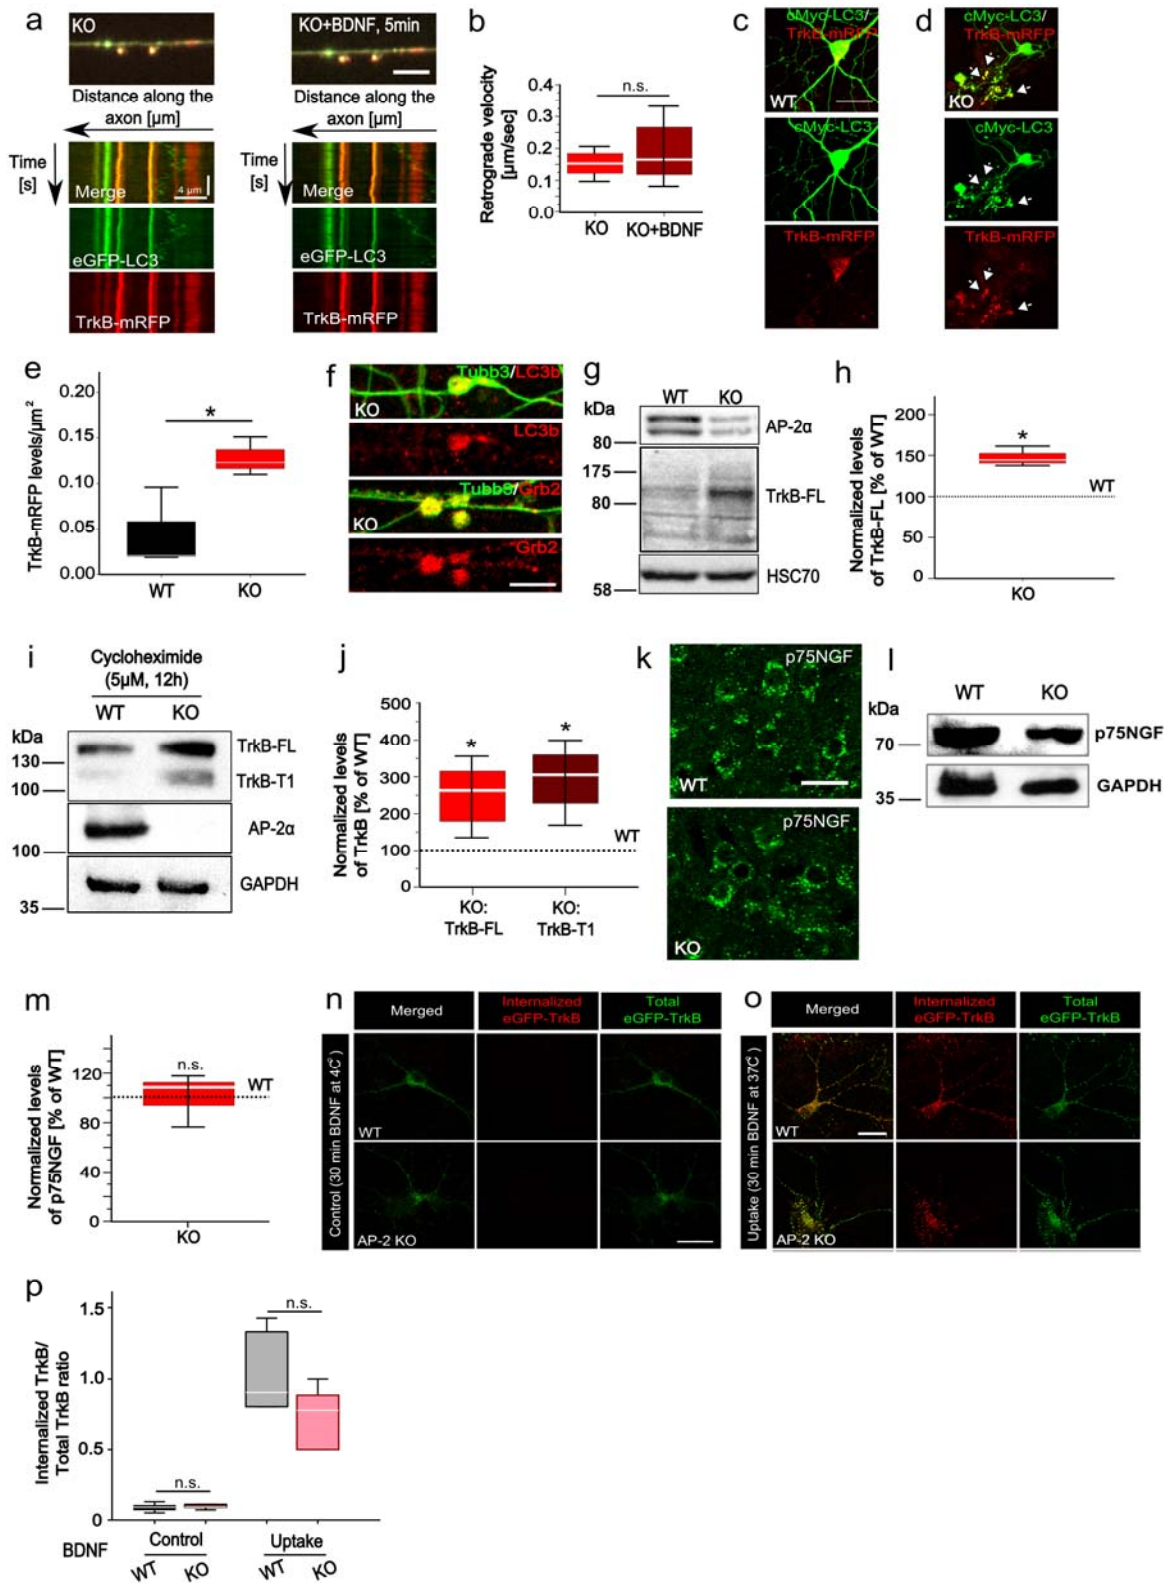 a
KO
KO+BDNF, 5min
Distance along the
axon [µm]
Distance along the
axon [µm]
Time
[s]
Merge
4 µm
eGFP-LC3
TrkB-mRFP
Time
[s]
Merge
eGFP-LC3
TrkB-mRFP
b
Retrograde velocity
[µm/sec]
0.4
0.3
0.2
0.1
0.0
n.s.
KO
KO+BDNF
c
cMyc-LC3/
TrkB-mRFP
WT
cMyc-LC3
TrkB-mRFP
d
cMyc-LC3/
TrkB-mRFP
KO
cMyc-LC3
TrkB-mRFP
e
TrkB-mRFP levels/µm²
0.20
0.15
0.10
0.05
0.00
*
WT
KO
f
Tubb3/LC3b
KO
LC3b
Tubb3/Grb2
KO
Grb2
g
WT
KO
kDa
80
175
80
58
AP-2α
TrkB-FL
HSC70
h
Normalized levels
of TrkB-FL [% of WT]
200
150
100
50
0
*
WT
KO
i
Cycloheximide
(5µM, 12h)
WT
KO
kDa
130
100
100
35
TrkB-FL
TrkB-T1
AP-2α
GAPDH
j
Normalized levels
of TrkB [% of WT]
500
400
300
200
100
0
*
*
WT
KO:
TrkB-FL
KO:
TrkB-T1
k
p75NGF
WT
p75NGF
KO
l
WT
KO
kDa
70
35
p75NGF
GAPDH
m
Normalized levels
of p75NGF [% of WT]
120
80
40
0
n.s.
WT
KO
n
Merged
Internalized
eGFP-TrkB
Total
eGFP-TrkB
Control (30 min BDNF at 4C°)
WT
AP-2 KO
o
Merged
Internalized
eGFP-TrkB
Total
eGFP-TrkB
Uptake (30 min BDNF at 37C°)
WT
AP-2 KO
p
Internalized TrkB/
Total TrkB ratio
1.5
1.0
0.5
0
n.s.
n.s.
BDNF
Control
Uptake
WT
KO
WT
KO